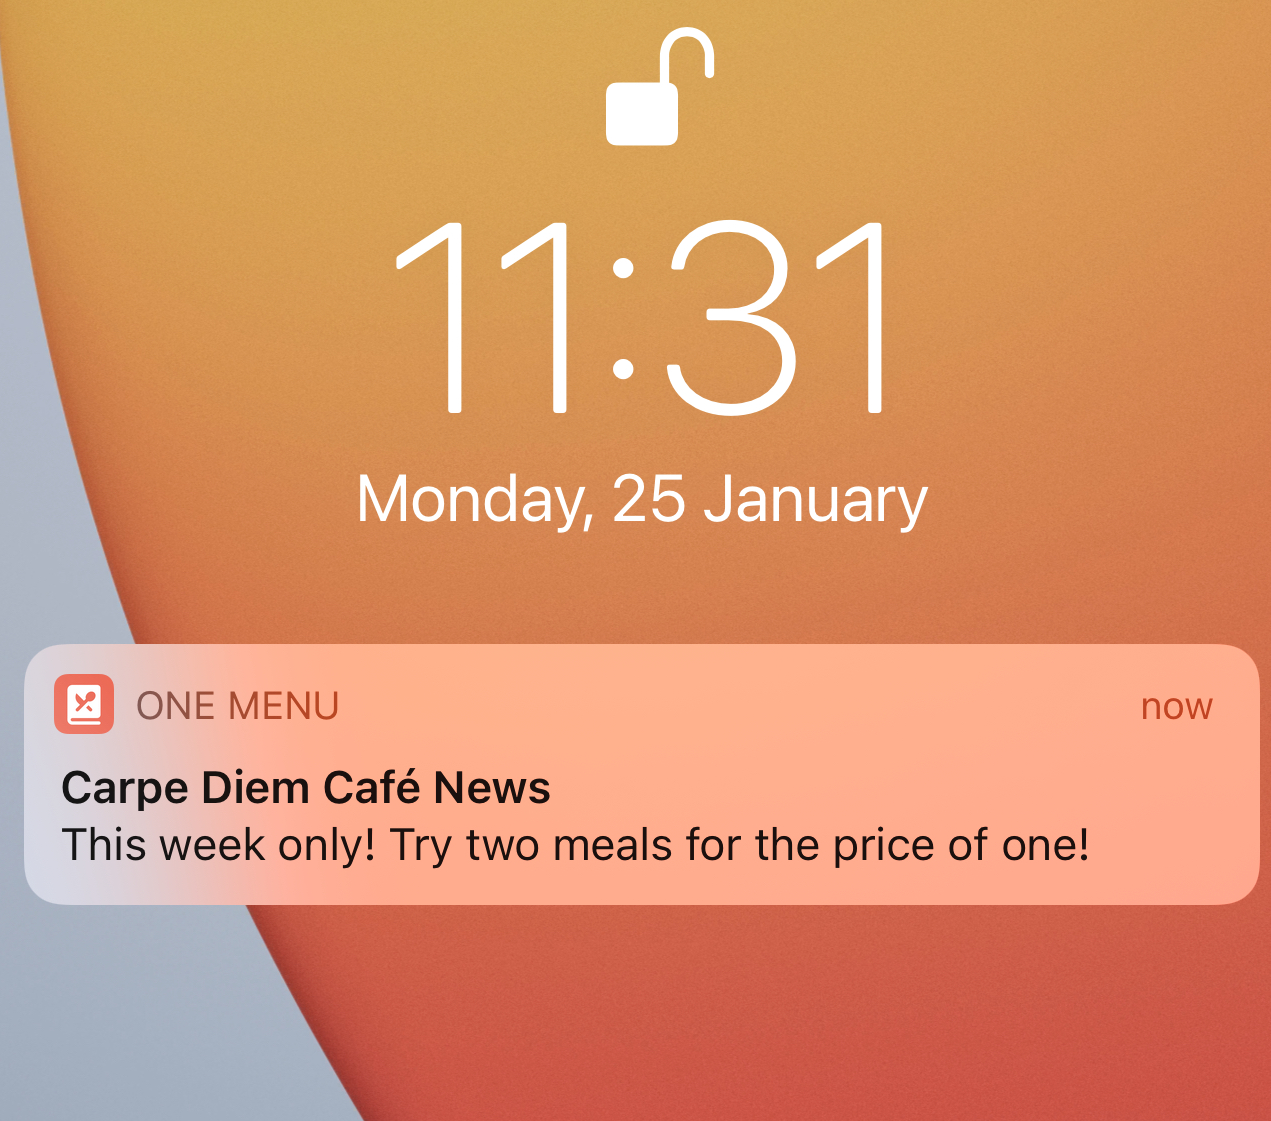 11:31
Monday, 25 January
ONE MENU now
Carpe Diem Café News
This week only! Try two meals for the price of one!